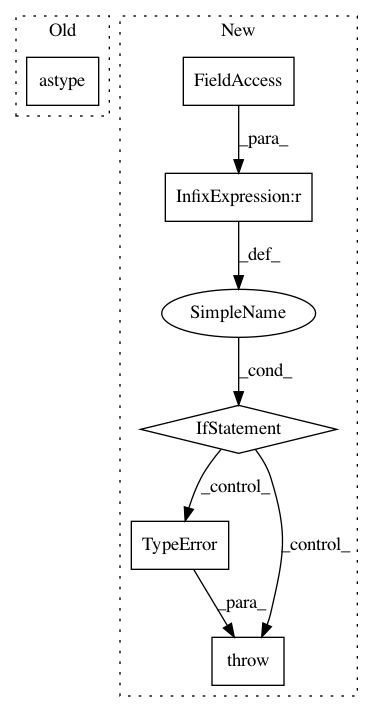 Old
New
astype
FieldAccess
_para_
InfixExpression:r
_def_
SimpleName
_cond_
IfStatement
_control_
_control_
TypeError
_para_
throw